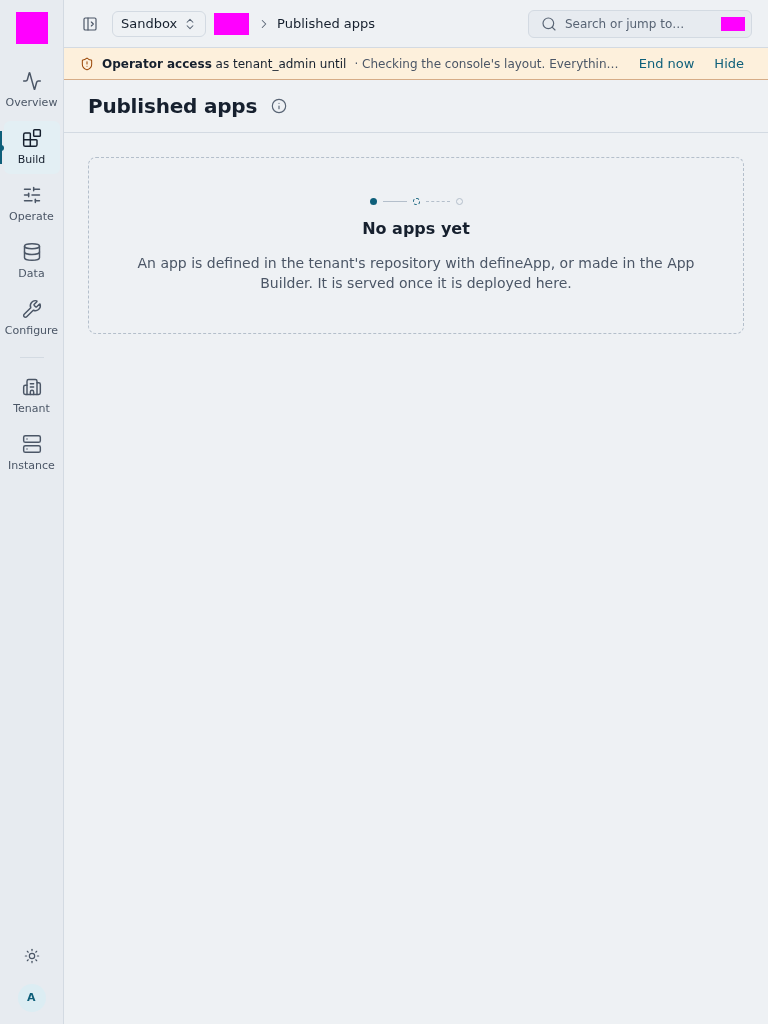 Sandbox
Published apps
Search or jump to…
Operator access as tenant_admin until · Checking the console's layout. Everythin…
End now
Hide
Published apps
Overview
Build
Operate
Data
Configure
Tenant
Instance
No apps yet
An app is defined in the tenant's repository with defineApp, or made in the App
Builder. It is served once it is deployed here.
A